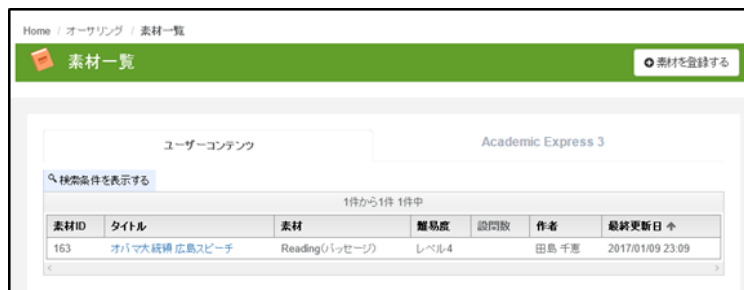 Home / オーサリング / 素材一覧
素材一覧
素材を登録する
ユーザーコンテンツ Academic Express 3
検索条件を表示する
1件から1件 1件中
素材ID タイトル 素材 難易度 設問数 作者 最終更新日
163 オバマ大統領 広島スピーチ Reading(パッセージ) レベル4 田島 千恵 2017/01/09 23:09